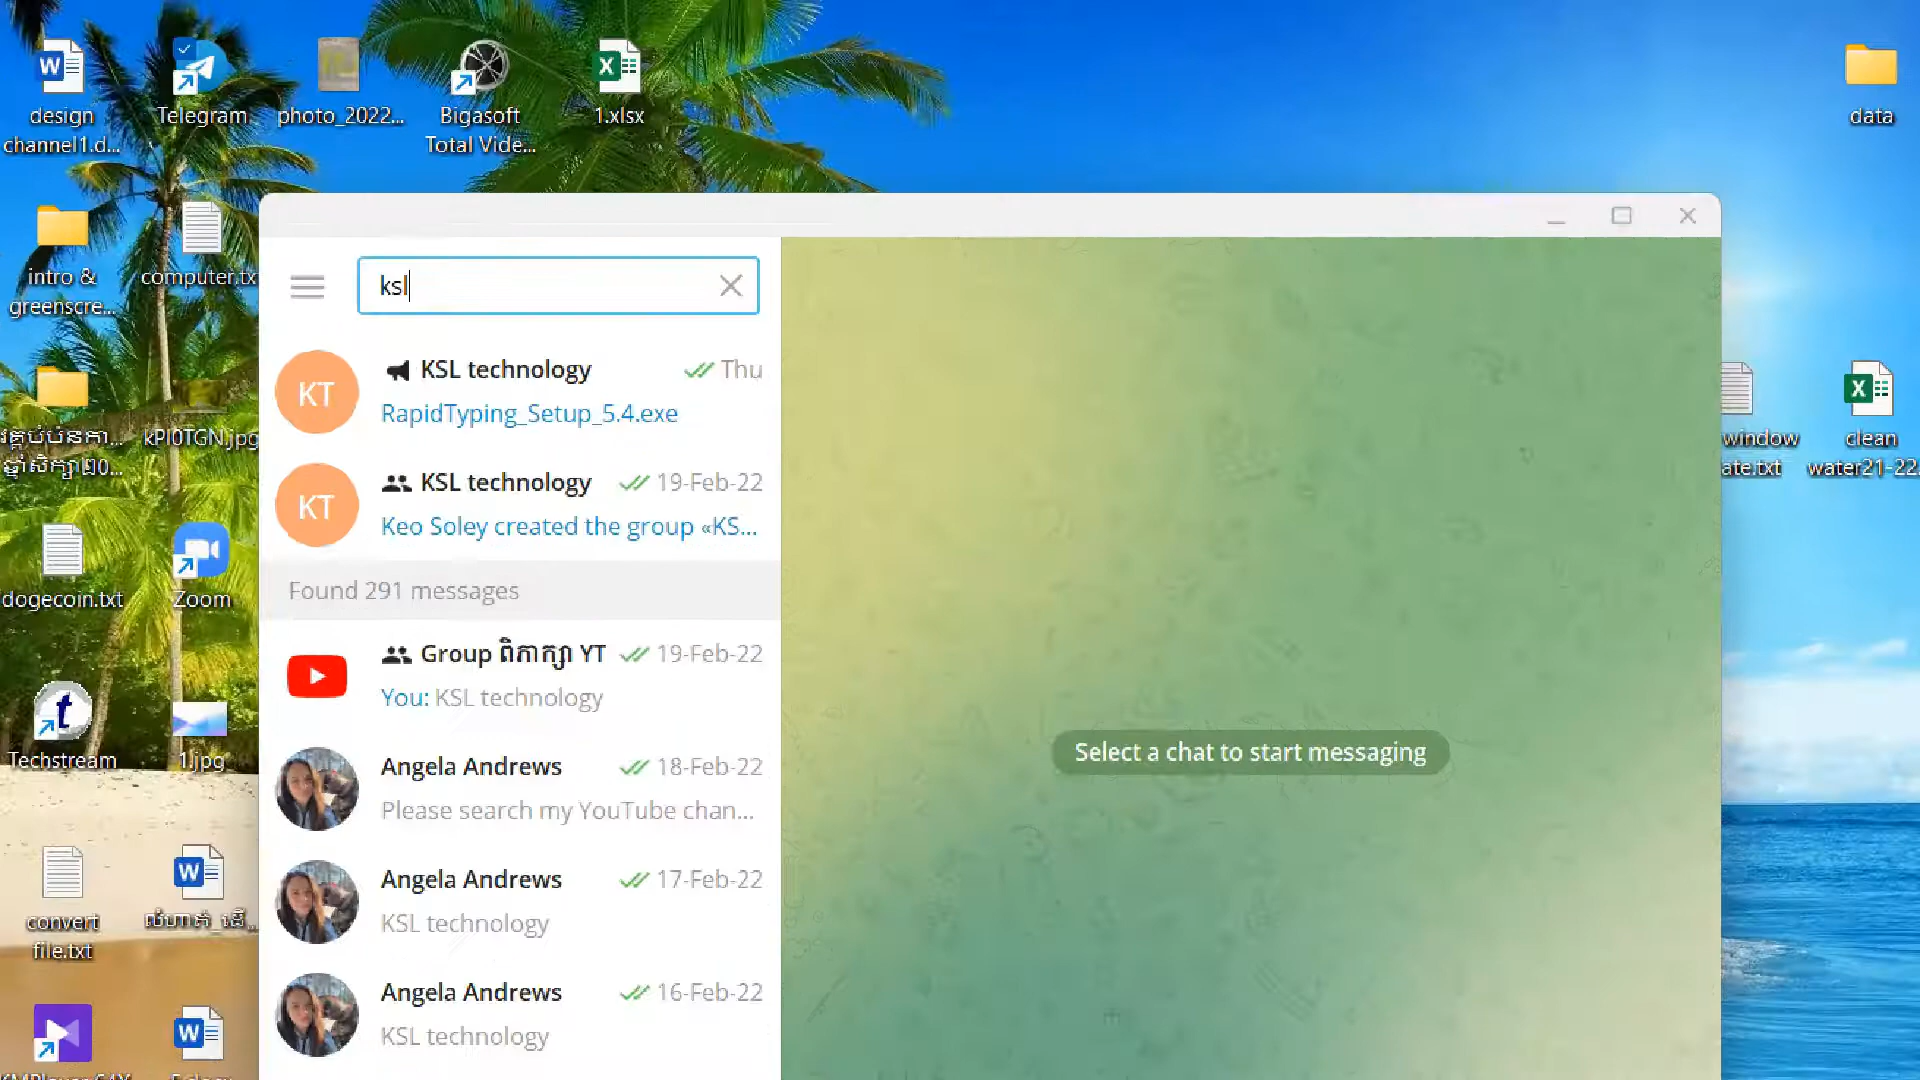 design
channel1.d...
Telegram
photo_2022...
Bigasoft
Total Vide...
1.xlsx
data
intro &
greenscre...
computer.tx
ksl
KT
KSL technology
Thu
RapidTyping_Setup_5.4.exe
KT
KSL technology
19-Feb-22
Keo Soley created the group «KS...
Found 291 messages
Group ពិភាក្សា YT
19-Feb-22
You: KSL technology
Angela Andrews
18-Feb-22
Please search my YouTube chan...
Angela Andrews
17-Feb-22
KSL technology
Angela Andrews
16-Feb-22
KSL technology
Select a chat to start messaging
kPI0TGN.jpg
window
ate.txt
clean
water21-22.
dogecoin.txt
Zoom
Techstream
1.jpg
convert
file.txt